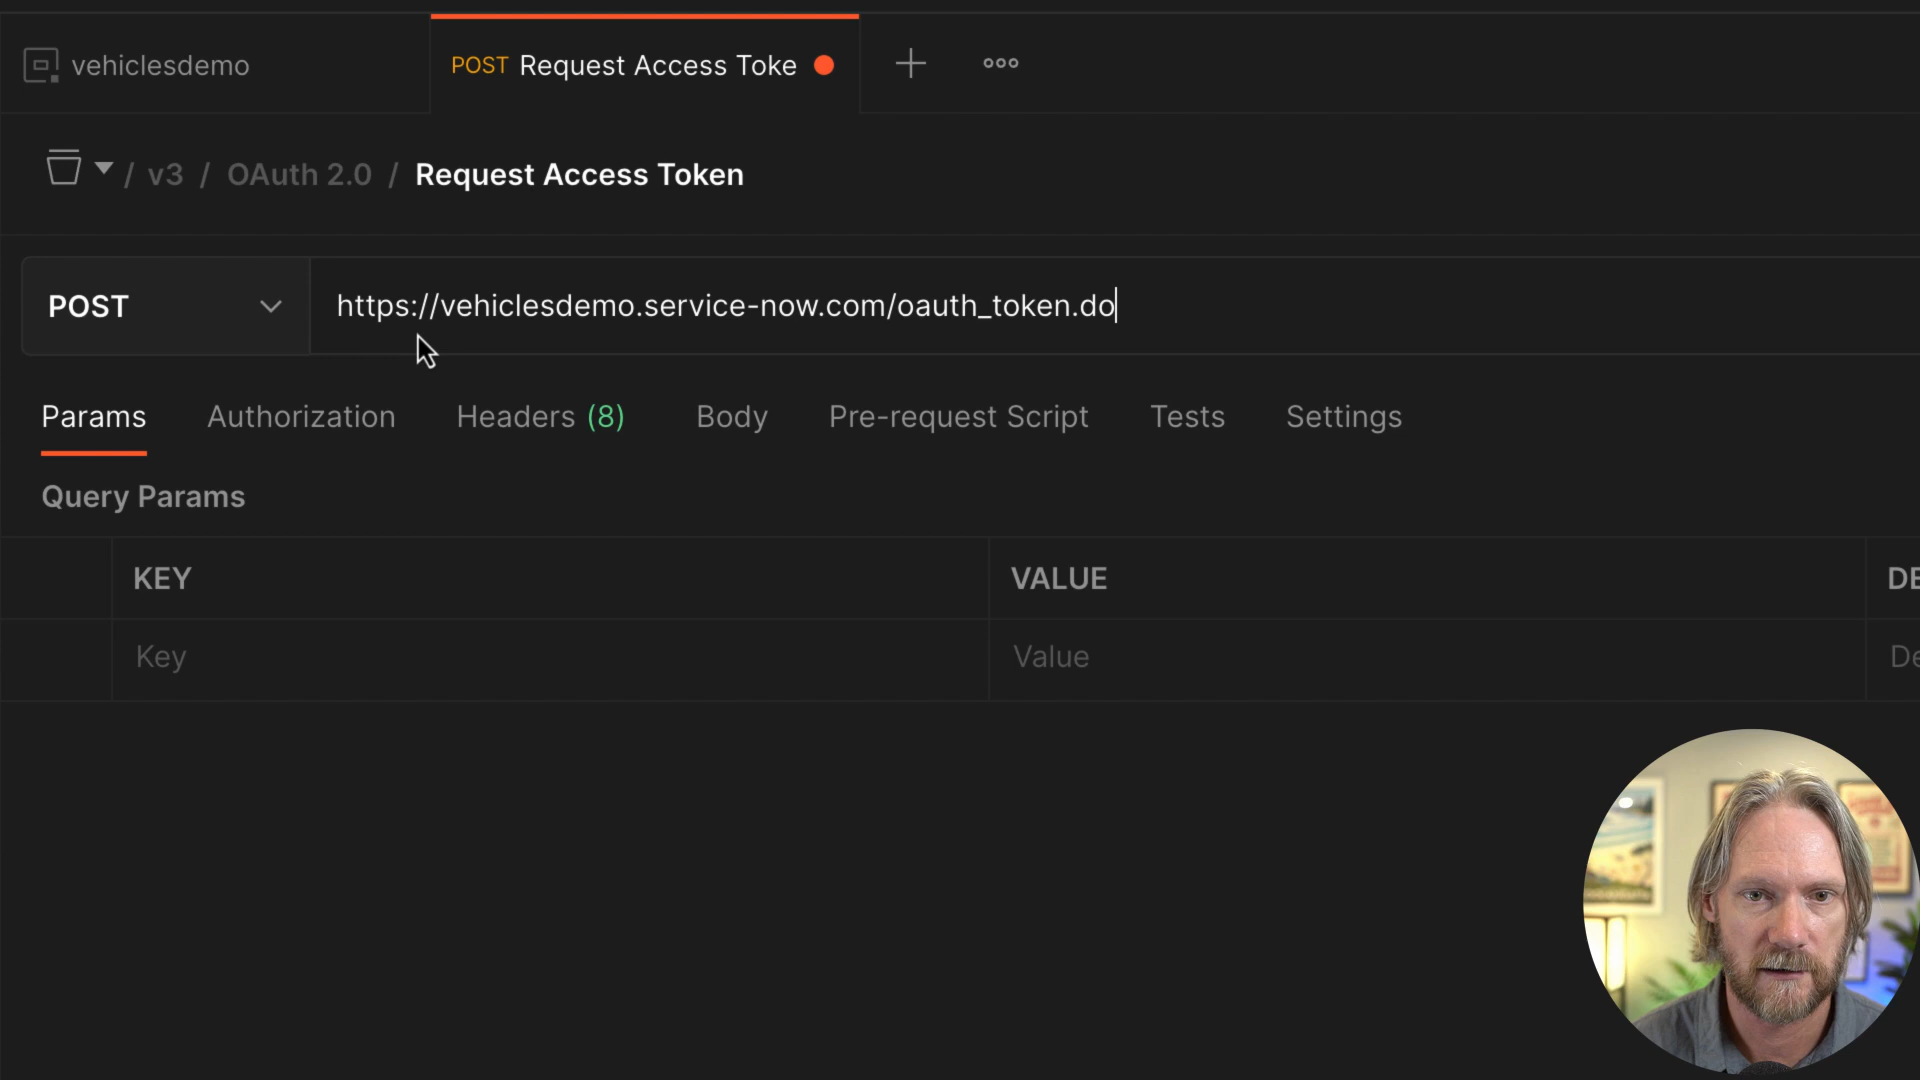 vehiclesdemo
POST Request Access Toke
/ v3 / OAuth 2.0 / Request Access Token
POST
https://vehiclesdemo.service-now.com/oauth_token.do
Params Authorization Headers (8) Body Pre-request Script Tests Settings
Query Params
KEY VALUE DE
Key Value De